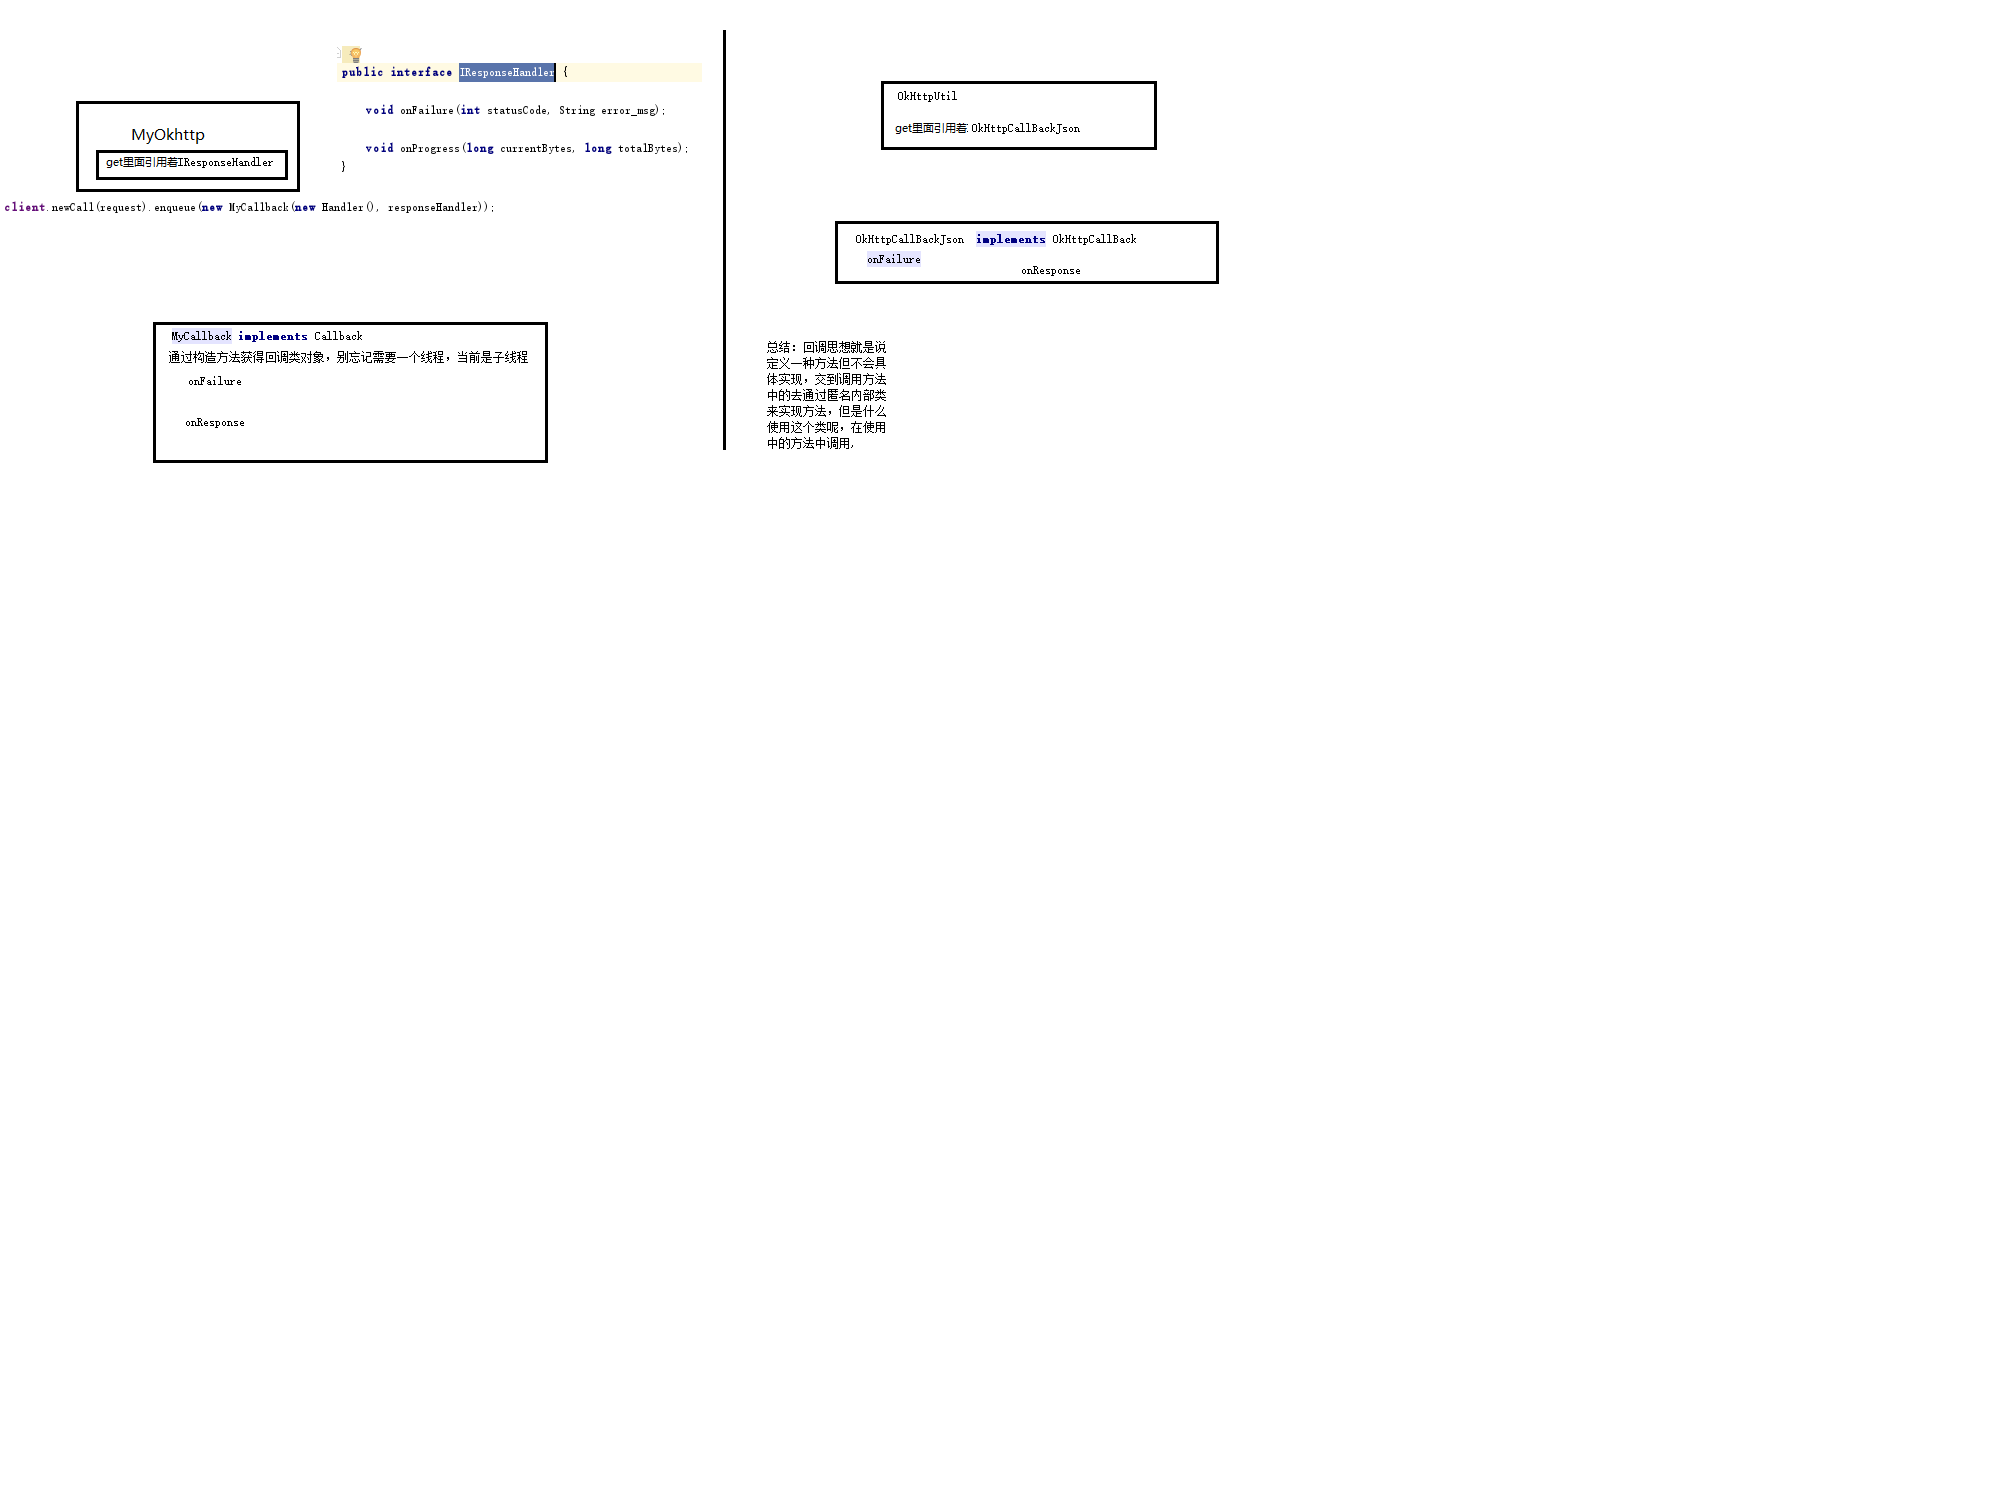 public interface IResponseHandler {
void onFailure(int statusCode, String error_msg);
void onProgress(long currentBytes, long totalBytes);
}
MyOkhttp
get里面引用着IResponseHandler
client.newCall(request).enqueue(new MyCallback(new Handler(), responseHandler));
MyCallback implements Callback
通过构造方法获得回调类对象，别忘记需要一个线程，当前是子线程
onFailure
onResponse
OkHttpUtil
get里面引用着:OkHttpCallBackJson
OkHttpCallBackJson implements OkHttpCallBack
onFailure
onResponse
总结：回调思想就是说
定义一种方法但不会具
体实现，交到调用方法
中的去通过匿名内部类
来实现方法，但是什么
使用这个类呢，在使用
中的方法中调用,